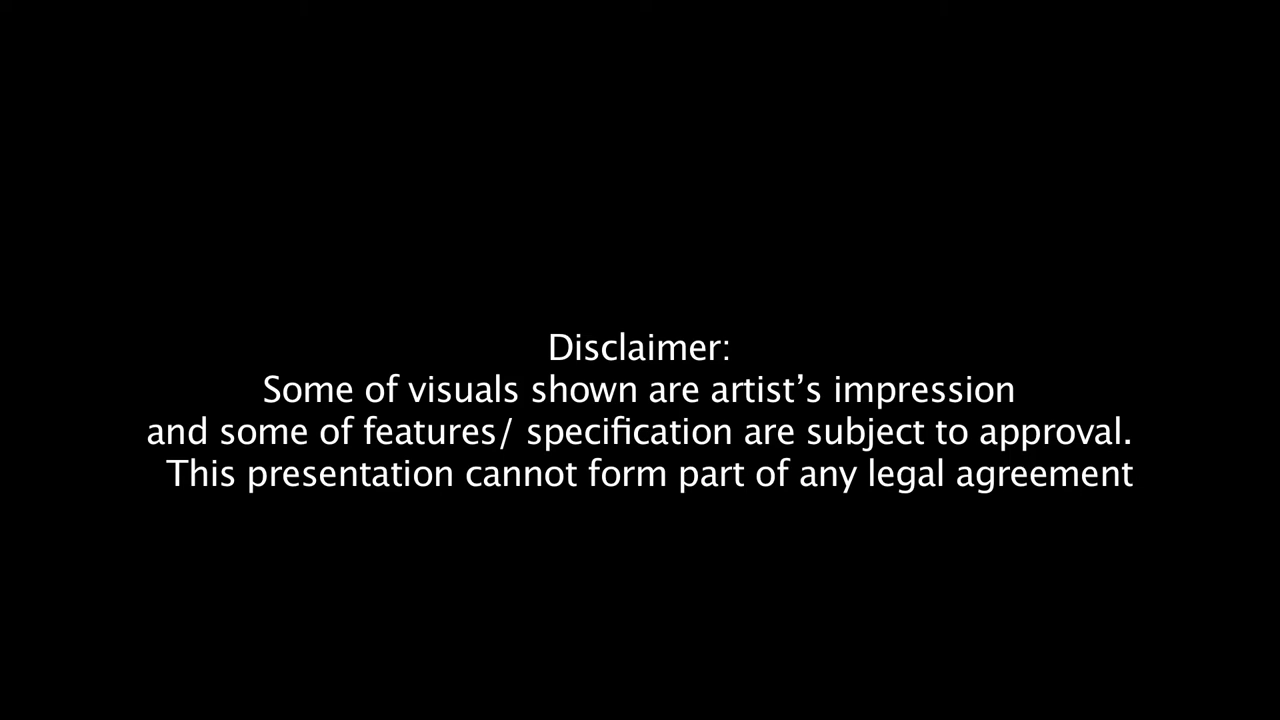 Disclaimer:
Some of visuals shown are artist’s impression
and some of features/ specification are subject to approval.
This presentation cannot form part of any legal agreement